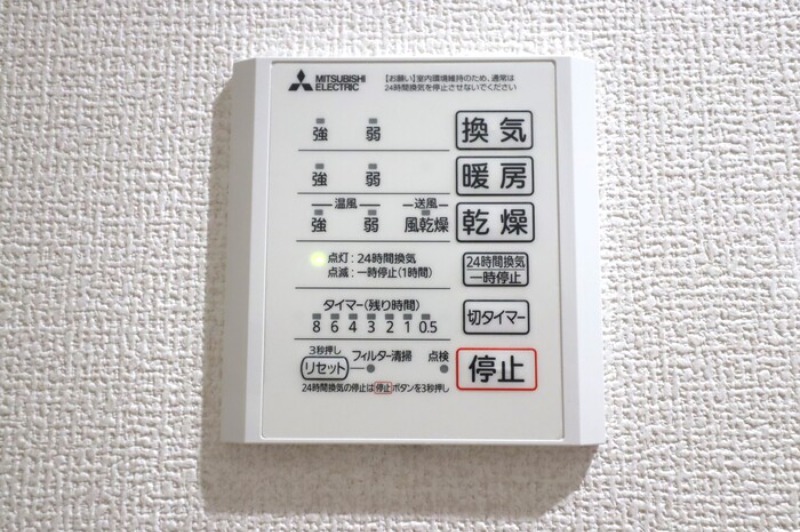 MITSUBISHI
ELECTRIC
【お願い】室内環境維持のため、通常は
24時間換気を停止させないでください
強 弱 換気
強 弱 暖房
温風 送風
強 弱 風乾燥 乾燥
点灯:24時間換気
点滅:一時停止(1時間)
24時間換気
一時停止
タイマー(残り時間)
8 6 4 3 2 1 0.5
切タイマー
3秒押し
リセット フィルター清掃 点検
停止
24時間換気の停止は停止ボタンを3秒押し